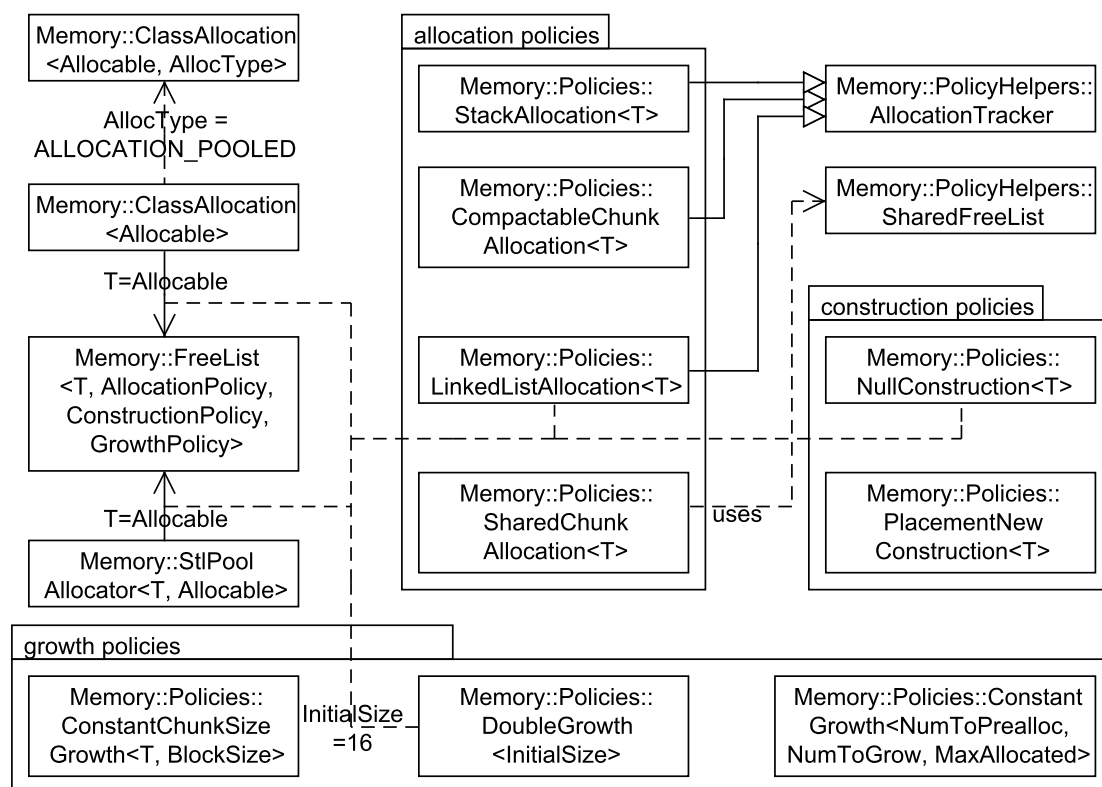 Memory::ClassAllocation
<Allocable, AllocType>
AllocType =
ALLOCATION_POOLED
Memory::ClassAllocation
<Allocable>
T=Allocable
Memory::FreeList
<T, AllocationPolicy,
ConstructionPolicy,
GrowthPolicy>
T=Allocable
Memory::StlPool
Allocator<T, Allocable>
allocation policies
Memory::Policies::
StackAllocation<T>
Memory::Policies::
CompactableChunk
Allocation<T>
Memory::Policies::
LinkedListAllocation<T>
Memory::Policies::
SharedChunk
Allocation<T>
uses
Memory::PolicyHelpers::
AllocationTracker
Memory::PolicyHelpers::
SharedFreeList
construction policies
Memory::Policies::
NullConstruction<T>
Memory::Policies::
PlacementNew
Construction<T>
growth policies
Memory::Policies::
ConstantChunkSize
Growth<T, BlockSize>
InitialSize
=16
Memory::Policies::
DoubleGrowth
<InitialSize>
Memory::Policies::Constant
Growth<NumToPrealloc,
NumToGrow, MaxAllocated>